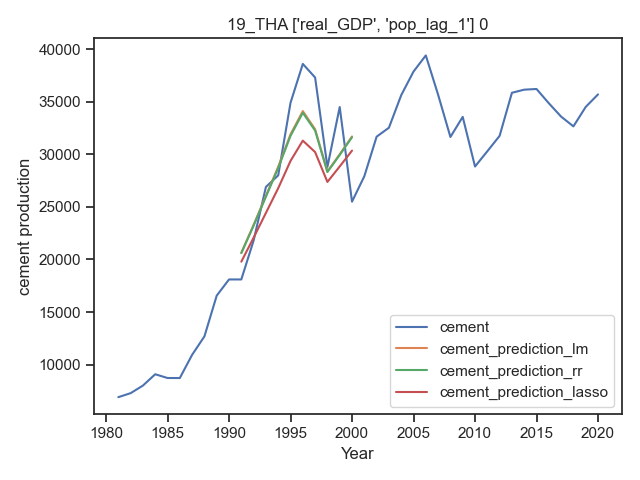 19_THA ['real_GDP', 'pop_lag_1'] 0
40000
35000
30000
25000
20000
15000
10000
cement production
cement
cement_prediction_lm
cement_prediction_rr
cement_prediction_lasso
1980 1985 1990 1995 2000 2005 2010 2015 2020
Year